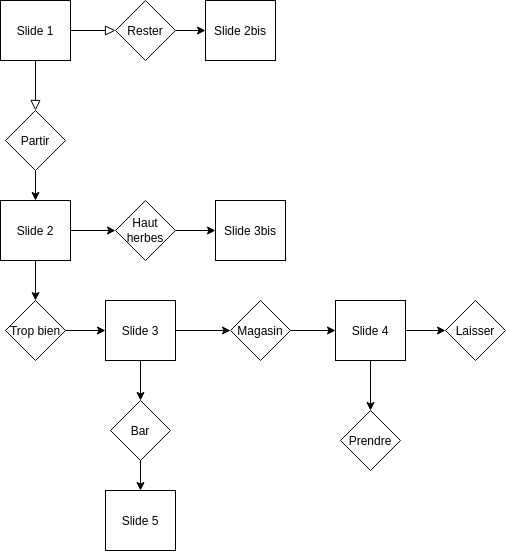 Slide 1
Rester
Slide 2bis
Partir
Slide 2
Haut
herbes
Slide 3bis
Trop bien
Slide 3
Magasin
Slide 4
Laisser
Bar
Prendre
Slide 5